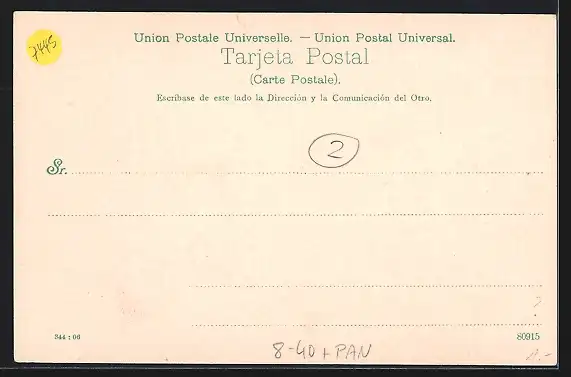 7445
Union Postale Universelle. — Union Postal Universal.
Tarjeta Postal
(Carte Postale).
Escríbase de este lado la Dirección y la Comunicación del Otro.
2
Sr.
?
344 : 06
80915
8-40 + PAN
A.-